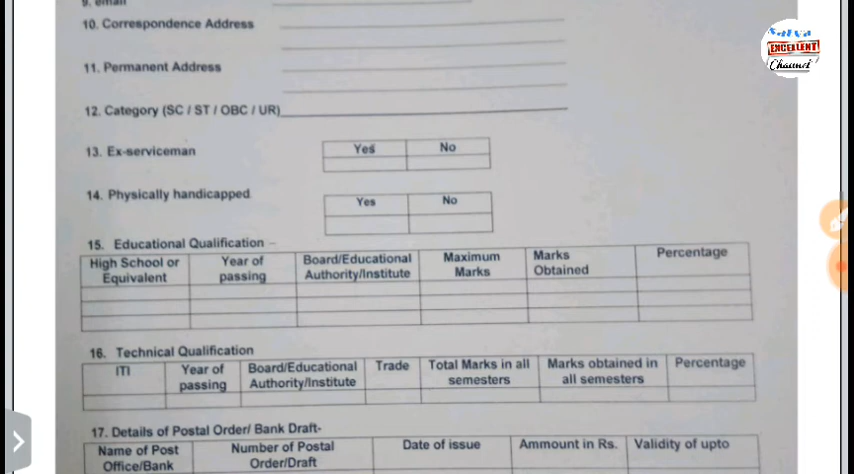 9. email
10. Correspondence Address
11. Permanent Address
12. Category (SC / ST / OBC / UR)
13. Ex-serviceman
Yes No
14. Physically handicapped
Yes No
15. Educational Qualification –
High School or Equivalent Year of passing Board/Educational Authority/Institute Maximum Marks Marks Obtained Percentage
16. Technical Qualification
ITI Year of passing Board/Educational Authority/Institute Trade Total Marks in all semesters Marks obtained in all semesters Percentage
17. Details of Postal Order/ Bank Draft-
Name of Post Office/Bank Number of Postal Order/Draft Date of issue Ammount in Rs. Validity of upto
EXCELLENT
Channel